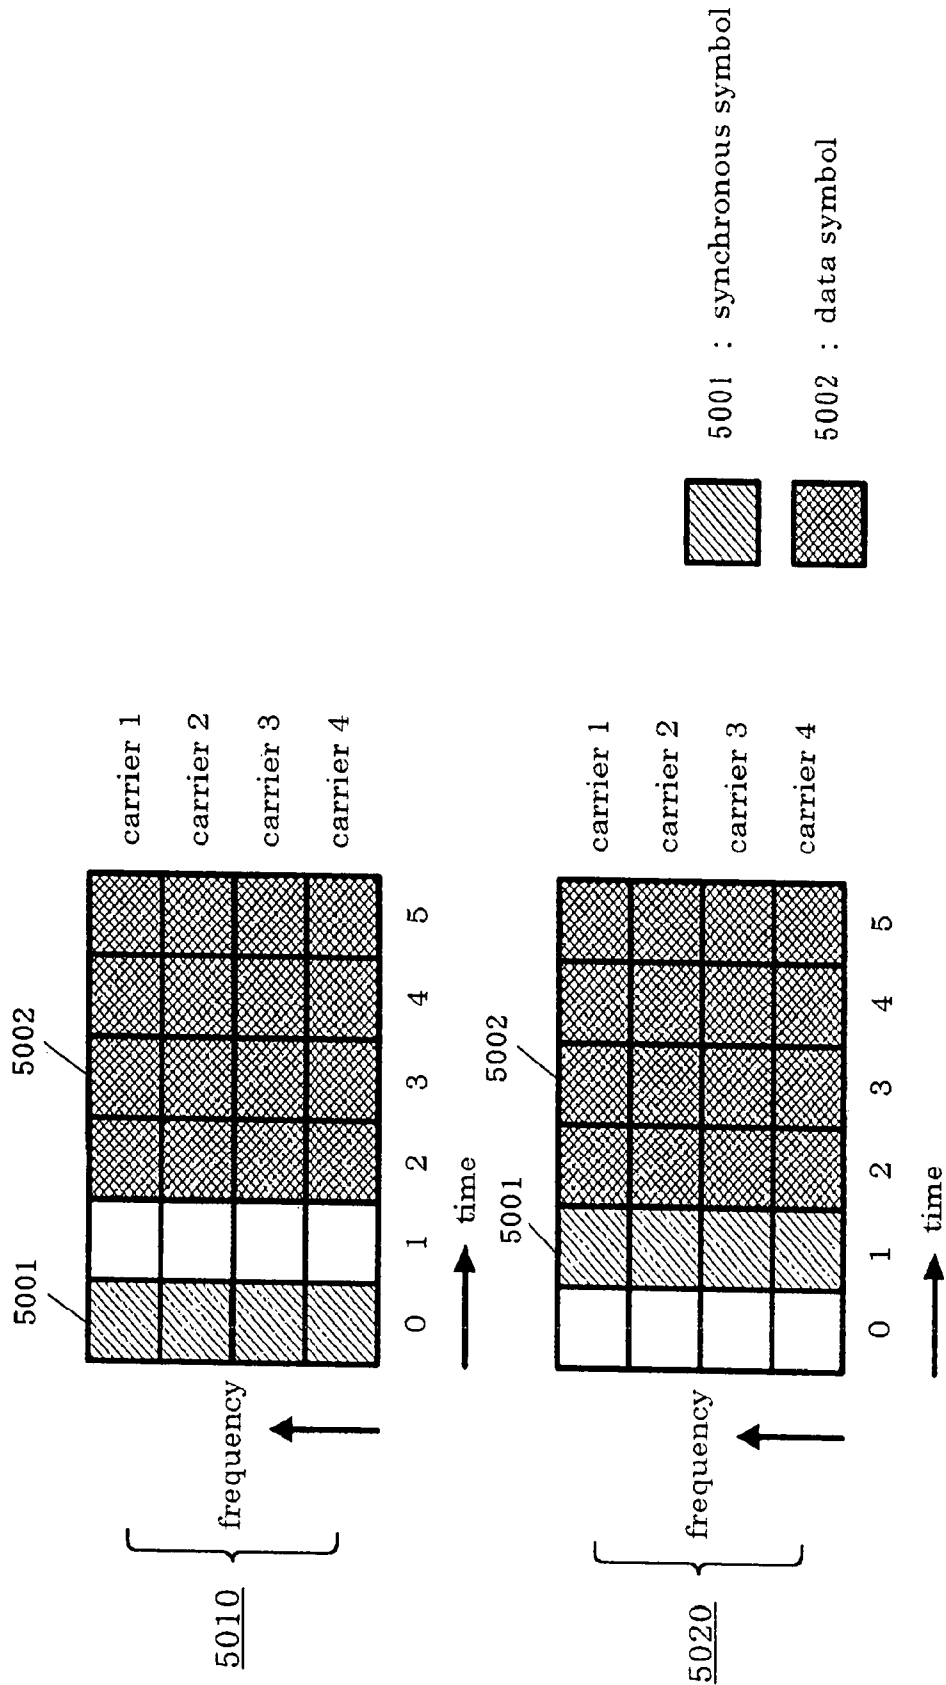 5010
frequency
5001
5002
carrier 1
carrier 2
carrier 3
carrier 4
0 1 2 3 4 5
time
5020
frequency
5001
5002
carrier 1
carrier 2
carrier 3
carrier 4
0 1 2 3 4 5
time
5001 : synchronous symbol
5002 : data symbol